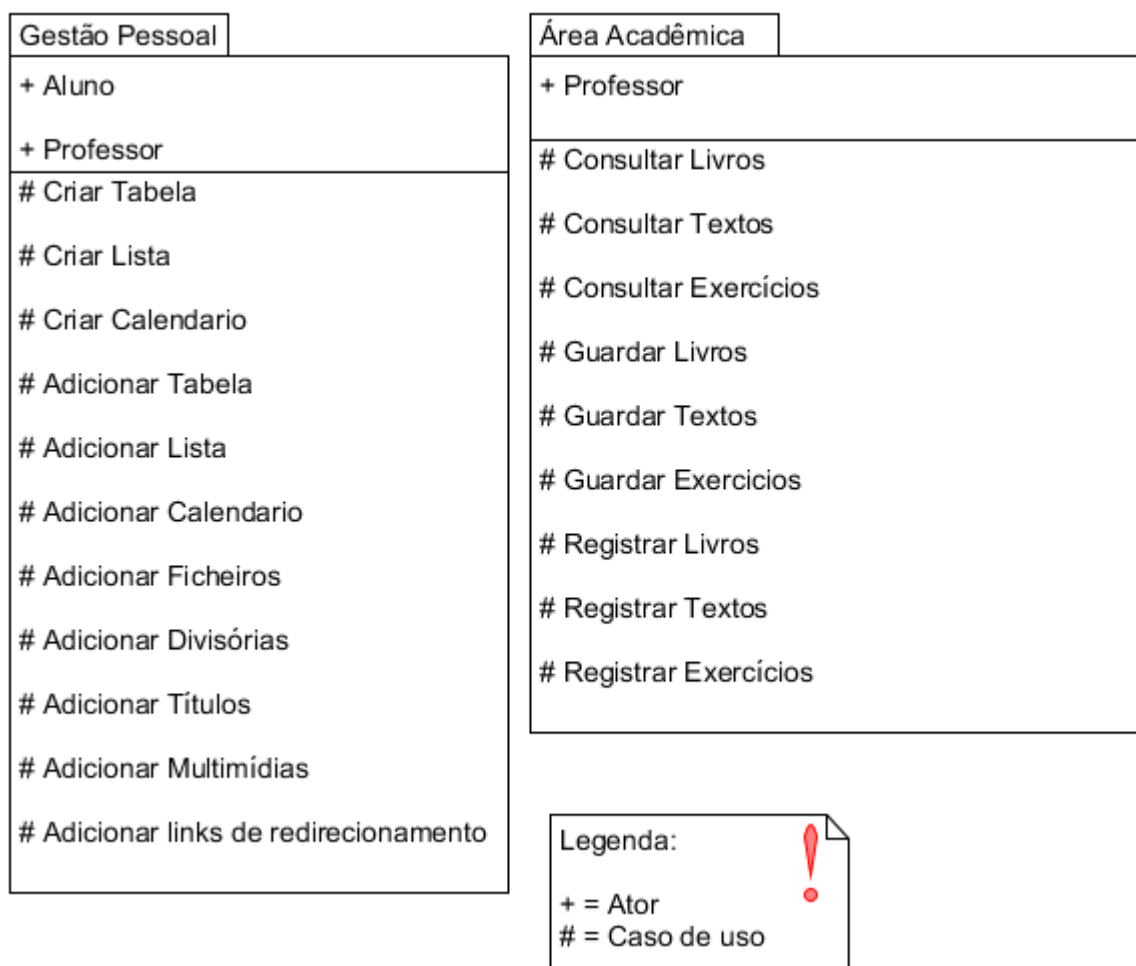 Gestão Pessoal
+ Aluno
+ Professor
# Criar Tabela
# Criar Lista
# Criar Calendario
# Adicionar Tabela
# Adicionar Lista
# Adicionar Calendario
# Adicionar Ficheiros
# Adicionar Divisórias
# Adicionar Títulos
# Adicionar Multimídias
# Adicionar links de redirecionamento
Área Acadêmica
+ Professor
# Consultar Livros
# Consultar Textos
# Consultar Exercícios
# Guardar Livros
# Guardar Textos
# Guardar Exercicios
# Registrar Livros
# Registrar Textos
# Registrar Exercícios
Legenda:
+ = Ator
# = Caso de uso